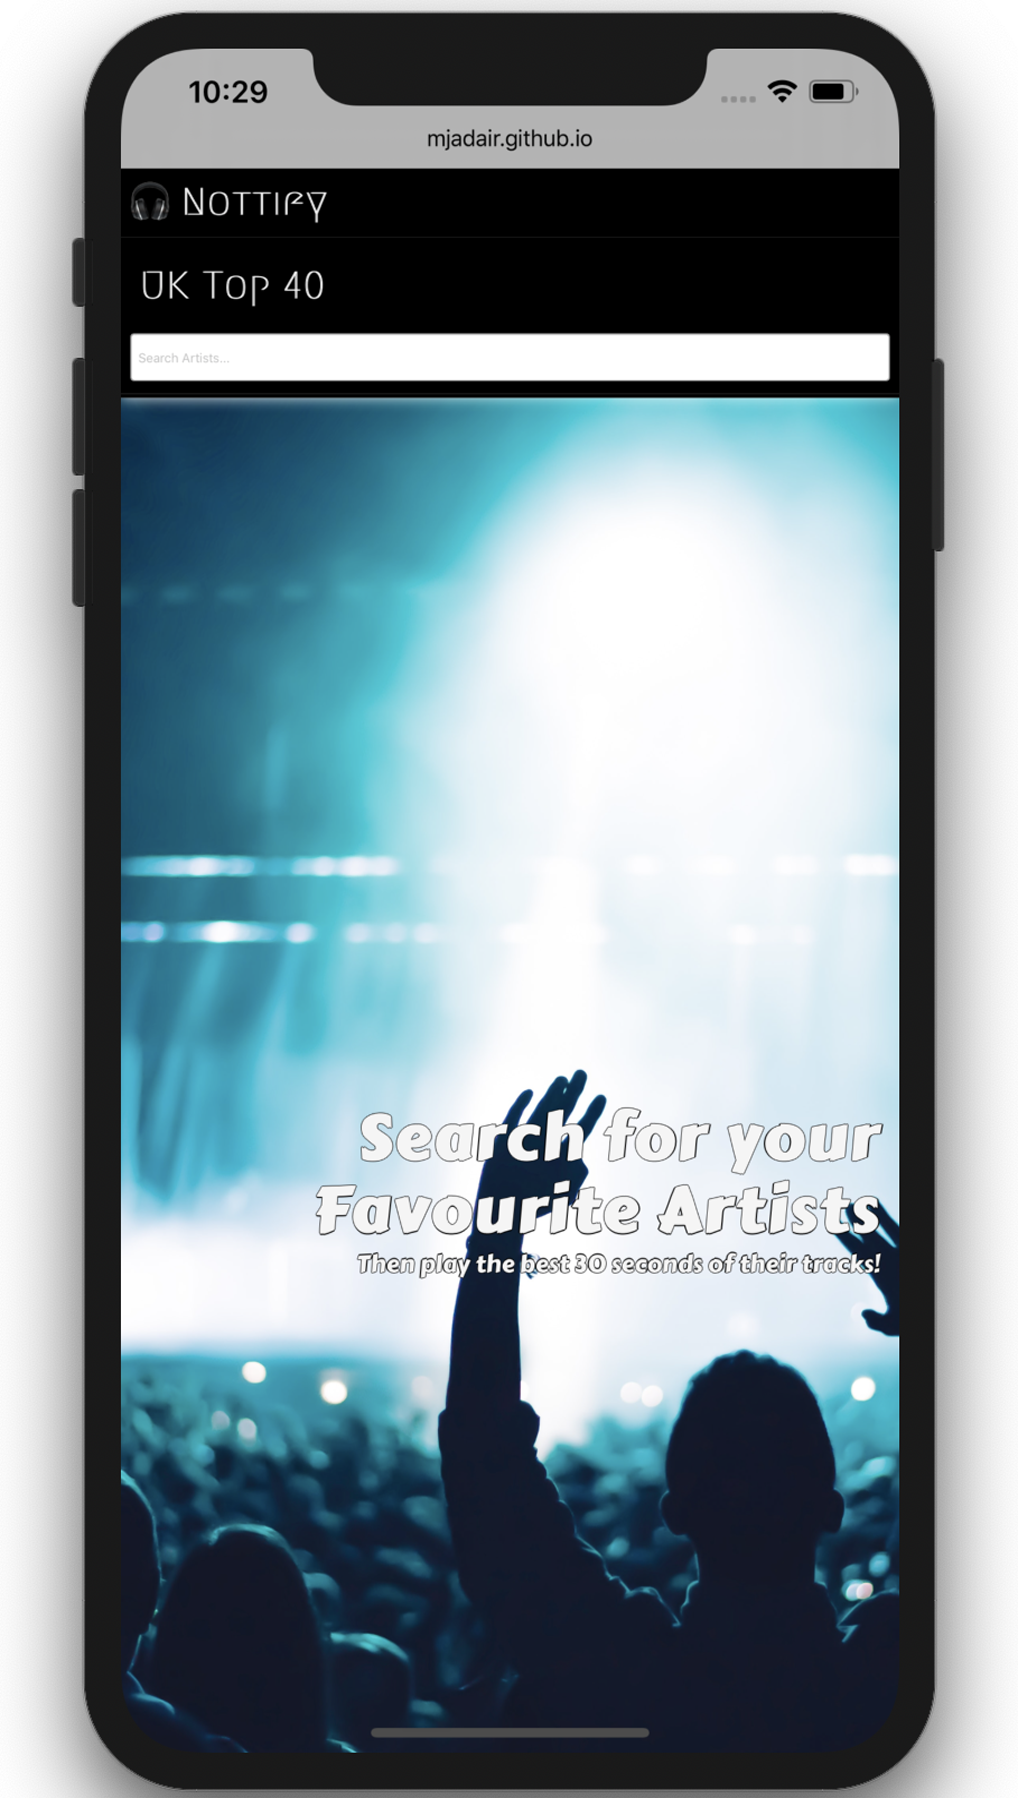 10:29
mjadair.github.io
Nottify
UK Top 40
Search Artists...
Search for your
Favourite Artists
Then play the best 30 seconds of their tracks!